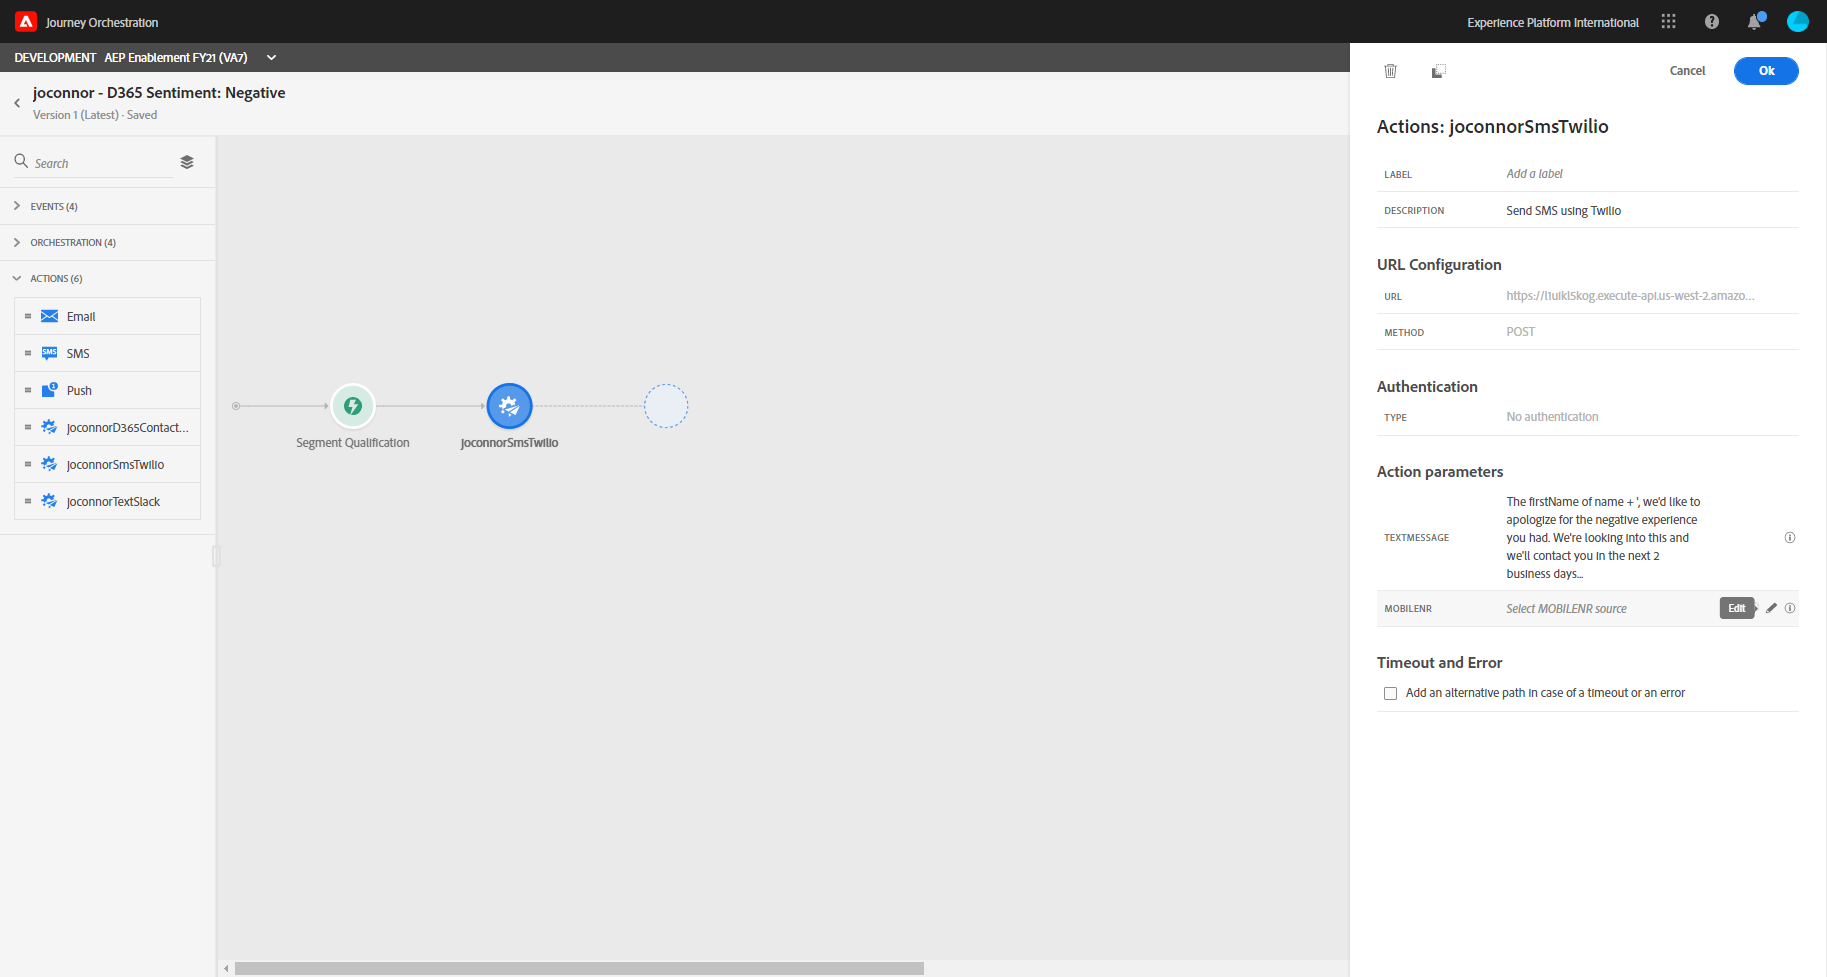 Journey Orchestration
Experience Platform International
DEVELOPMENT AEP Enablement FY21 (VA7)
Cancel
Ok
joconnor - D365 Sentiment: Negative
Version 1 (Latest) · Saved
Search
EVENTS (4)
ORCHESTRATION (4)
ACTIONS (6)
Email
SMS
SMS
Push
joconnorD365Contact...
joconnorSmsTwilio
joconnorTextSlack
Segment Qualification
joconnorSmsTwilio
Actions: joconnorSmsTwilio
LABEL Add a label
DESCRIPTION Send SMS using Twilio
URL Configuration
URL https://l1uikl5kog.execute-api.us-west-2.amazo...
METHOD POST
Authentication
TYPE No authentication
Action parameters
TEXTMESSAGE
The firstName of name + ', we'd like to
apologize for the negative experience
you had. We're looking into this and
we'll contact you in the next 2
business days...
MOBILENR Select MOBILENR source Edit
Timeout and Error
Add an alternative path in case of a timeout or an error